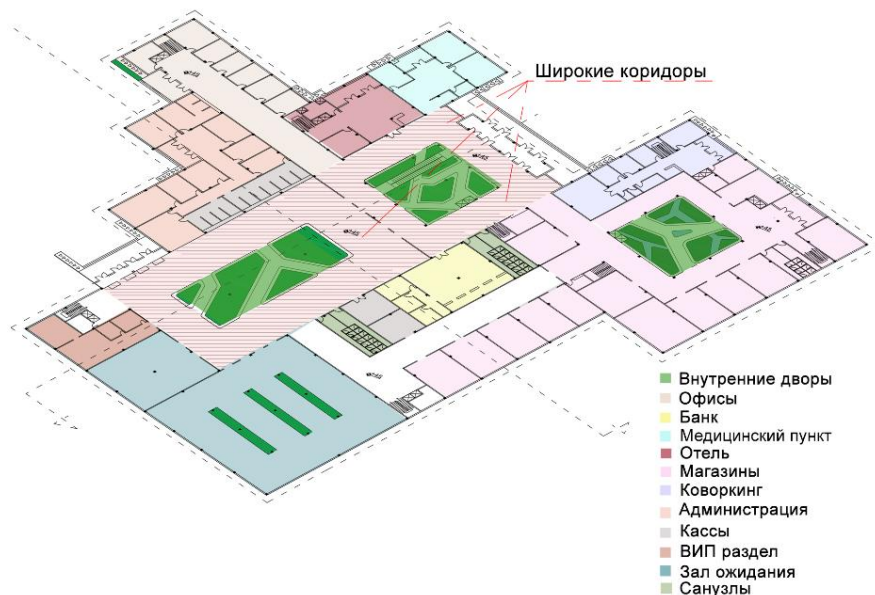 Широкие коридоры
Внутренние дворы
Офисы
Банк
Медицинский пункт
Отель
Магазины
Коворкинг
Администрация
Кассы
ВИП раздел
Зал ожидания
Санузлы